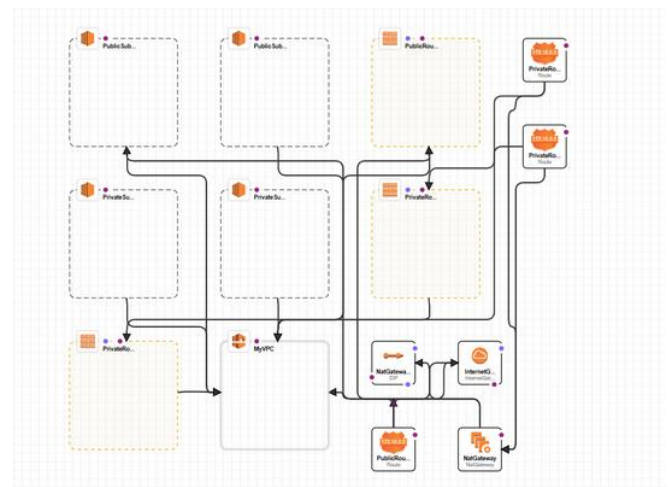 PublicSub...
PublicSub...
PublicRou...
PrivateRo...
Route
PrivateRo...
Route
PrivateSu...
PrivateSu...
PrivateRo...
PrivateRo...
MyVPC
NatGatewa...
EIP
InternetG...
InternetGat...
PublicRou...
Route
NatGateway
NatGateway